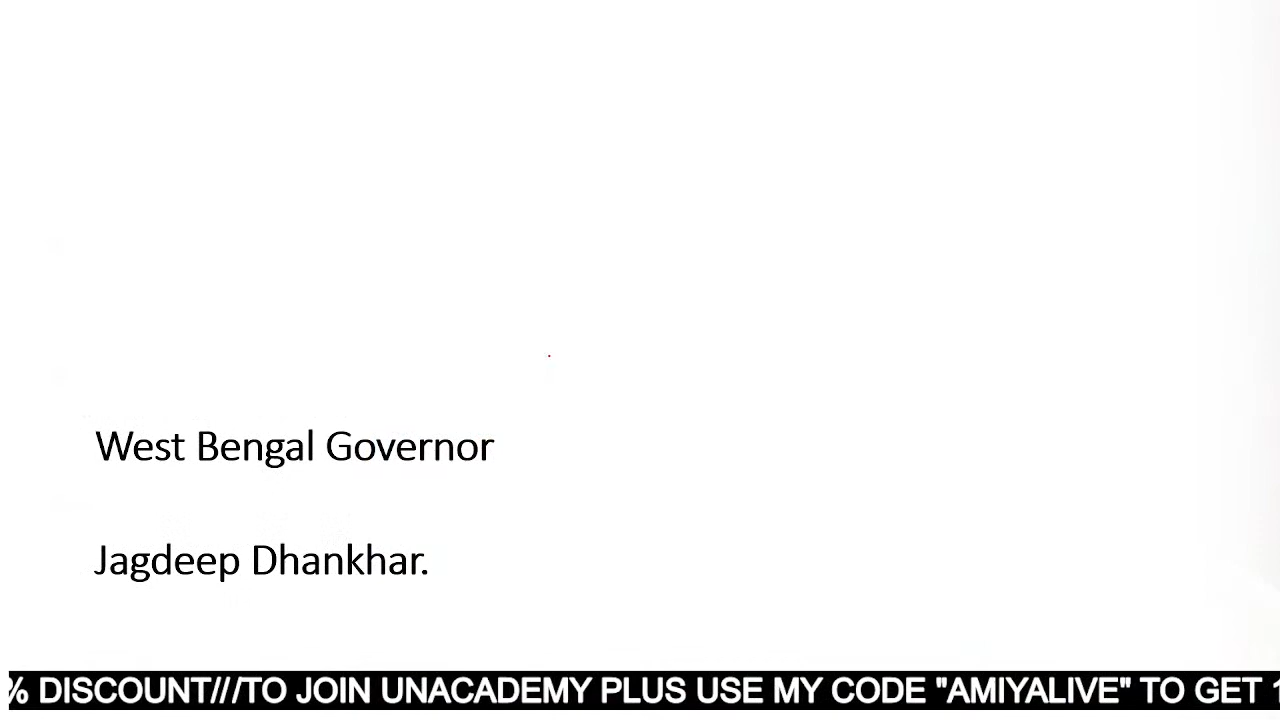 West Bengal Governor
Jagdeep Dhankhar.
% DISCOUNT///TO JOIN UNACADEMY PLUS USE MY CODE "AMIYALIVE" TO GET